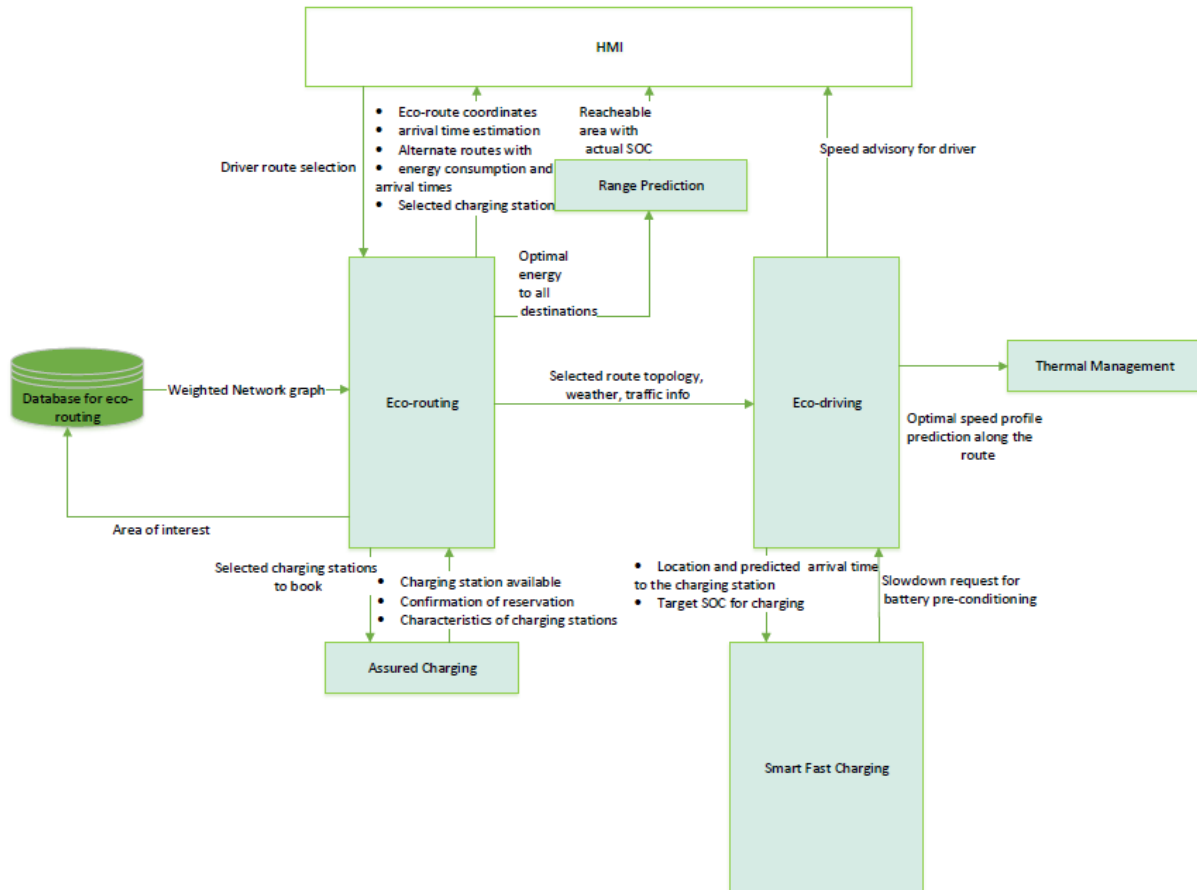 HMI
Driver route selection
• Eco-route coordinates
• arrival time estimation
• Alternate routes with
• energy consumption and
arrival times
• Selected charging station
Reacheable
area with
actual SOC
Speed advisory for driver
Range Prediction
Optimal
energy
to all
destinations
Database for eco-
routing
Weighted Network graph
Eco-routing
Selected route topology,
weather, traffic info
Eco-driving
Thermal Management
Optimal speed profile
prediction along the
route
Area of interest
Selected charging stations
to book
• Charging station available
• Confirmation of reservation
• Characteristics of charging stations
• Location and predicted arrival time
to the charging station
• Target SOC for charging
Slowdown request for
battery pre-conditioning
Assured Charging
Smart Fast Charging